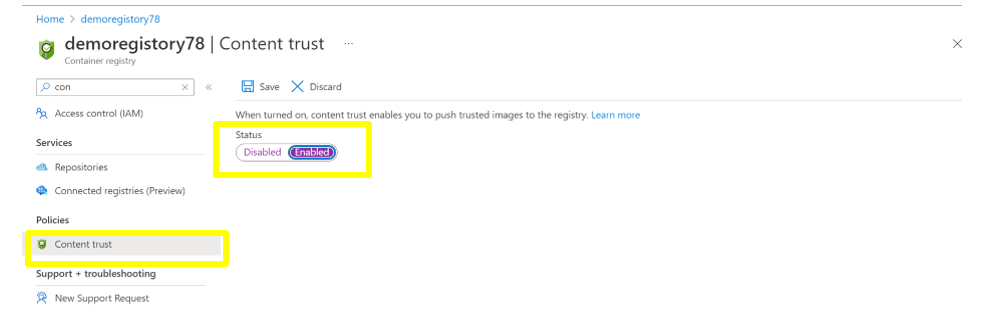 Home > demoregistory78
demoregistory78 | Content trust ...
Container registry
con
Save Discard
Access control (IAM)
When turned on, content trust enables you to push trusted images to the registry. Learn more
Status
Disabled Enabled
Services
Repositories
Connected registries (Preview)
Policies
Content trust
Support + troubleshooting
New Support Request